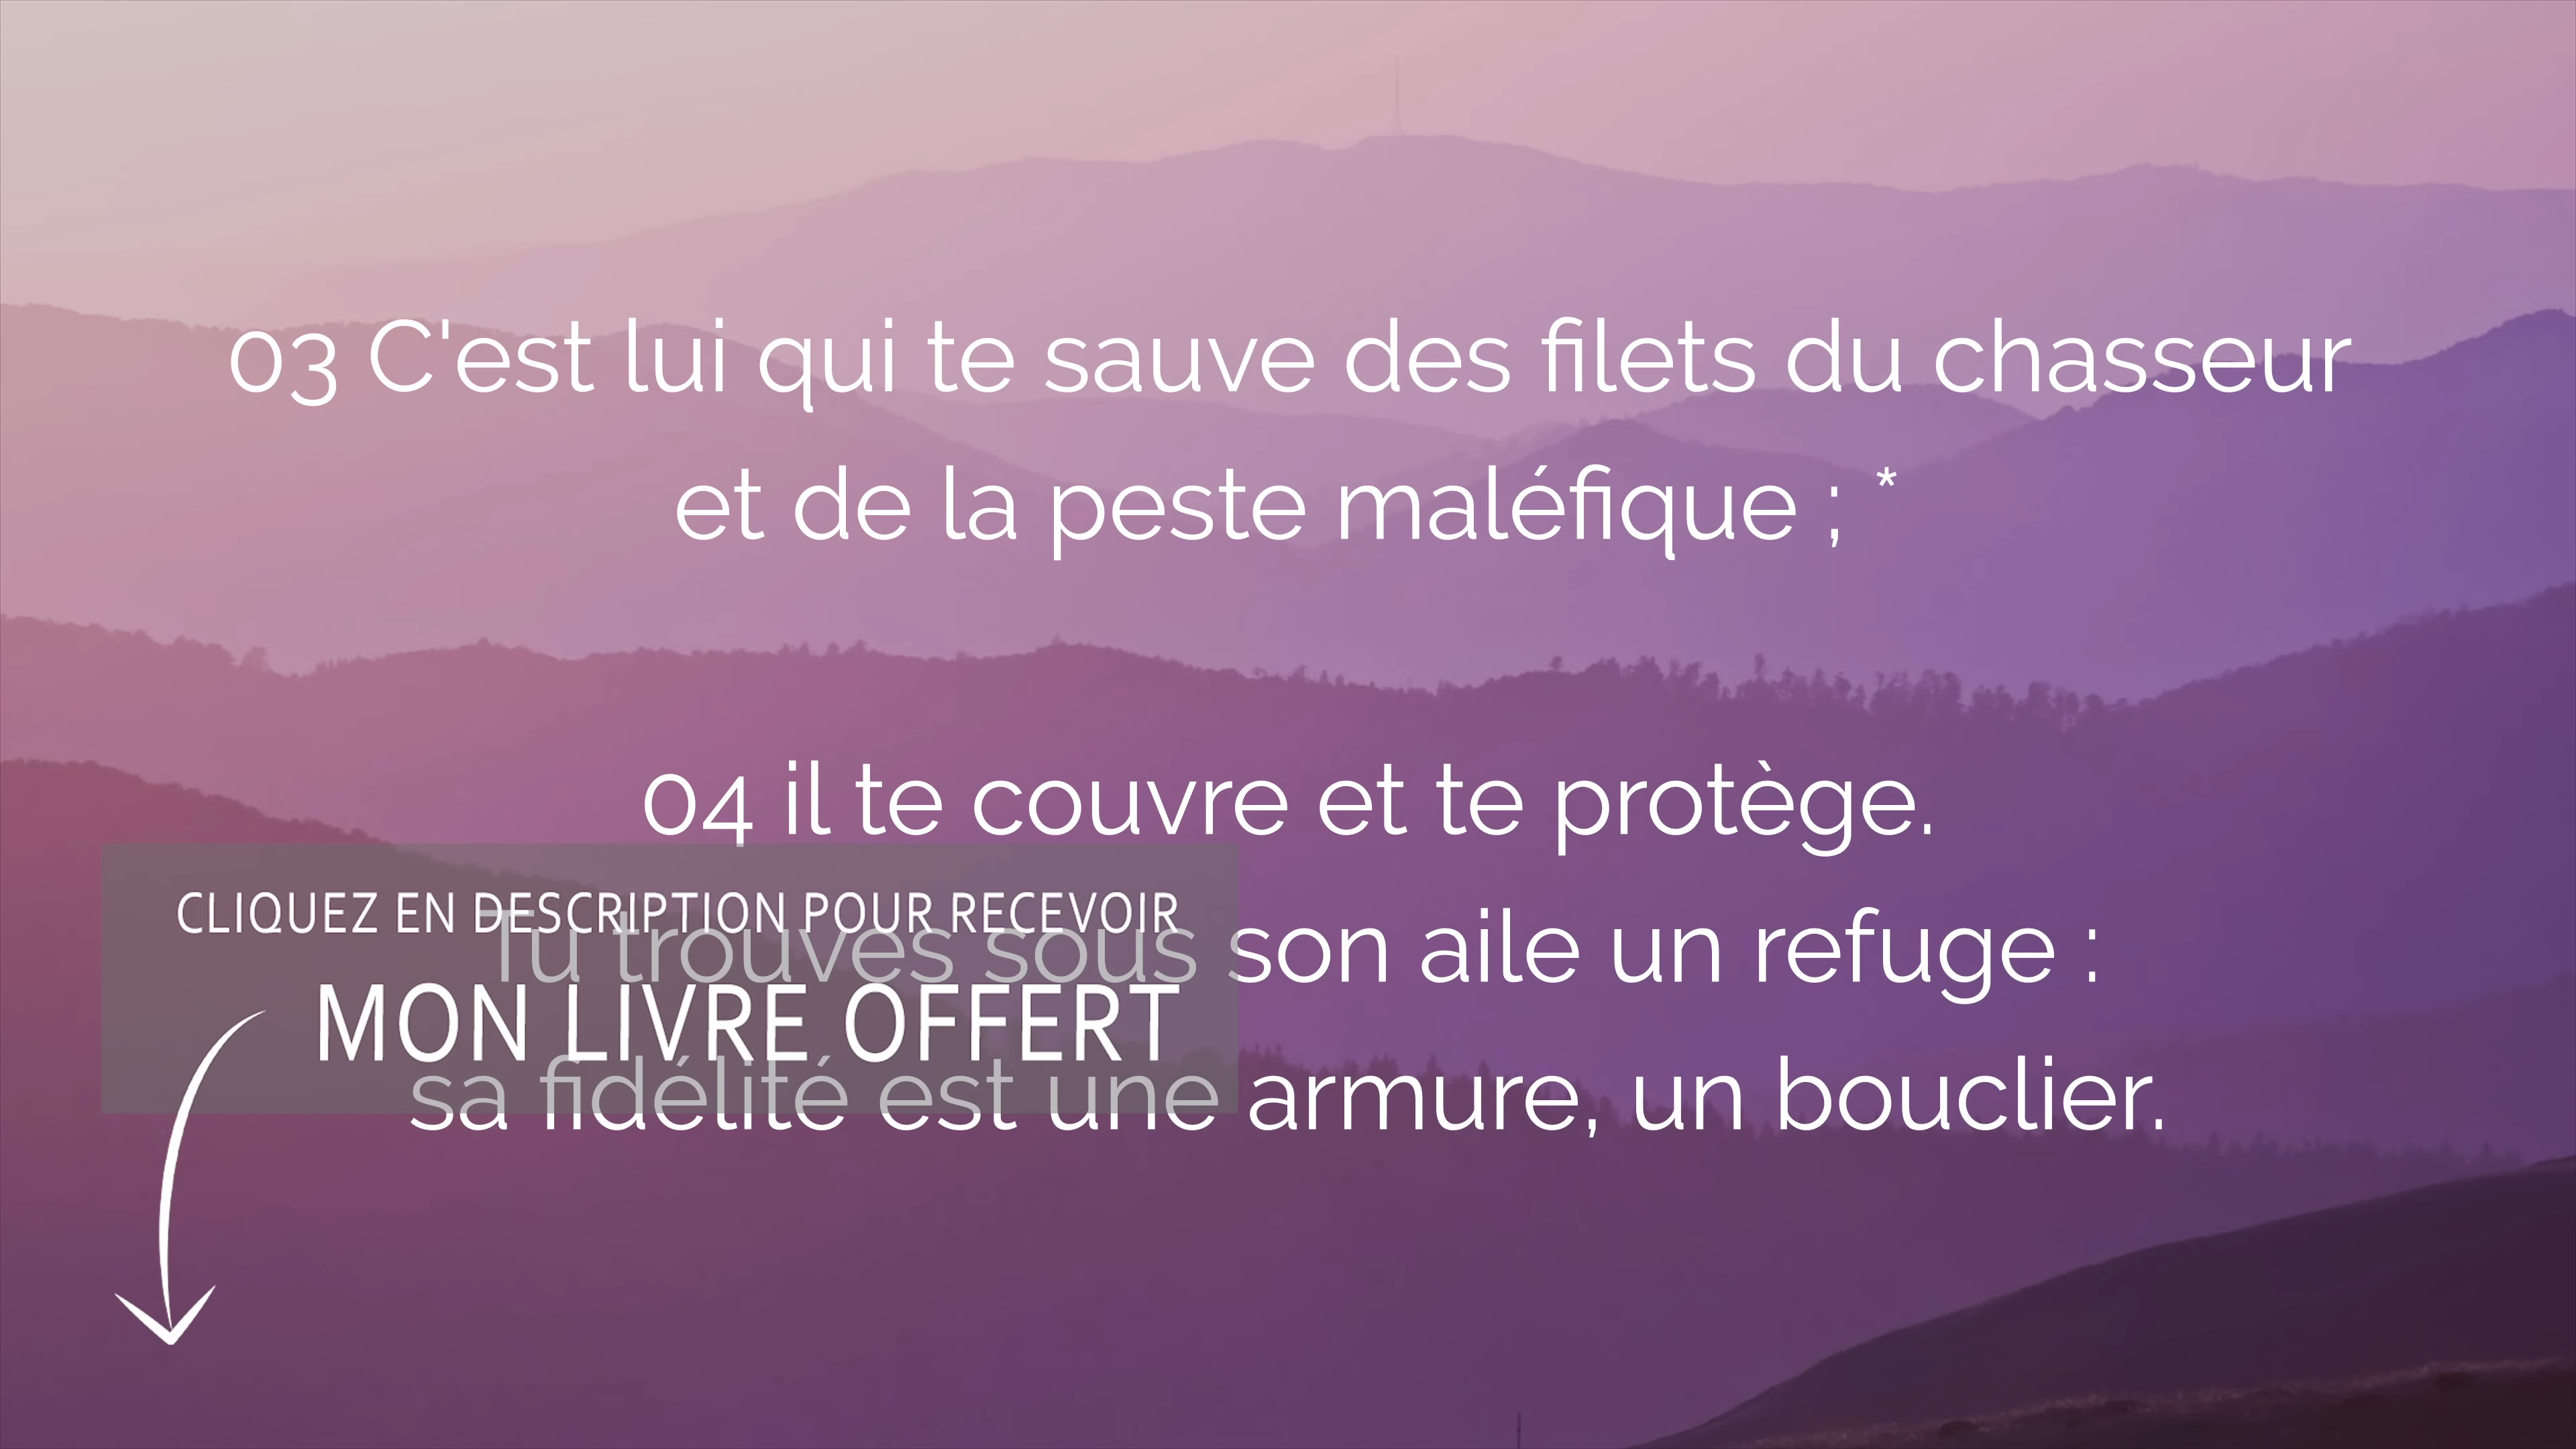 03 C'est lui qui te sauve des filets du chasseur
et de la peste maléfique ; *
04 il te couvre et te protège.
Tu trouves sous son aile un refuge :
sa fidélité est une armure, un bouclier.
CLIQUEZ EN DESCRIPTION POUR RECEVOIR
MON LIVRE OFFERT